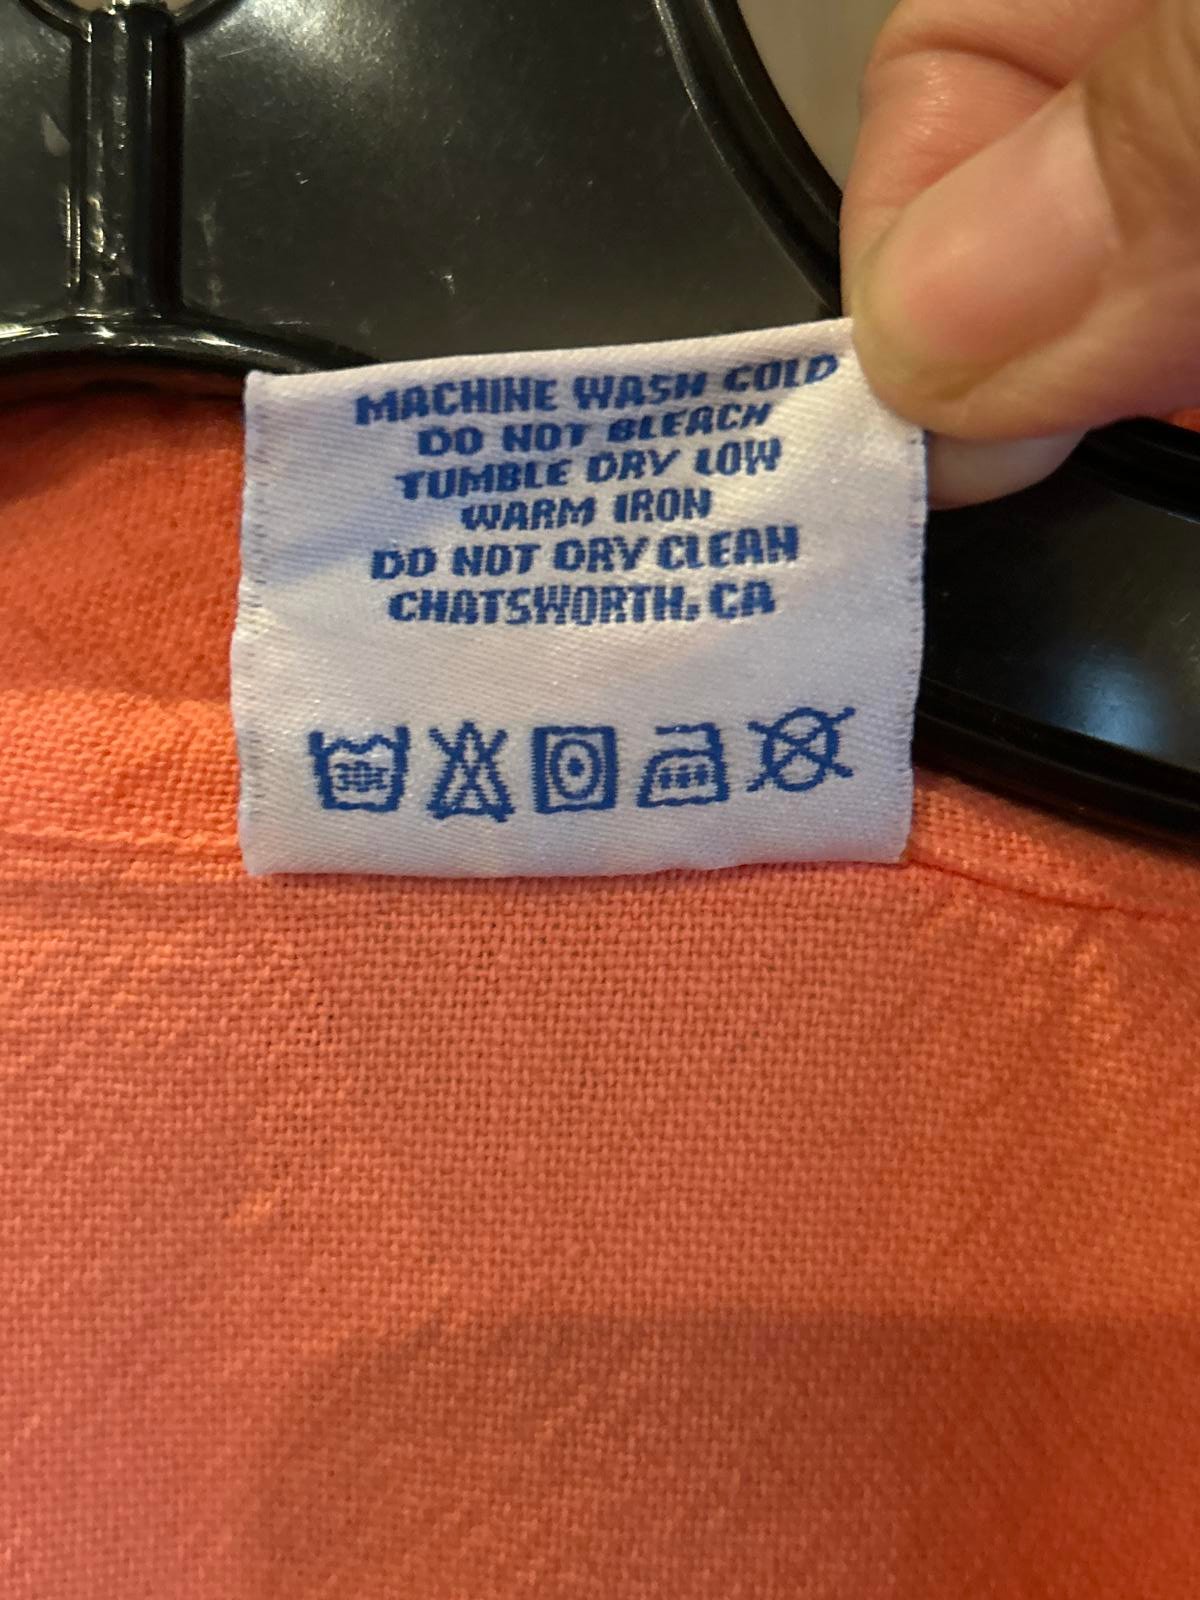 MACHINE WASH COLD
DO NOT BLEACH
TUMBLE DRY LOW
WARM IRON
DO NOT DRY CLEAN
CHATSWORTH, CA